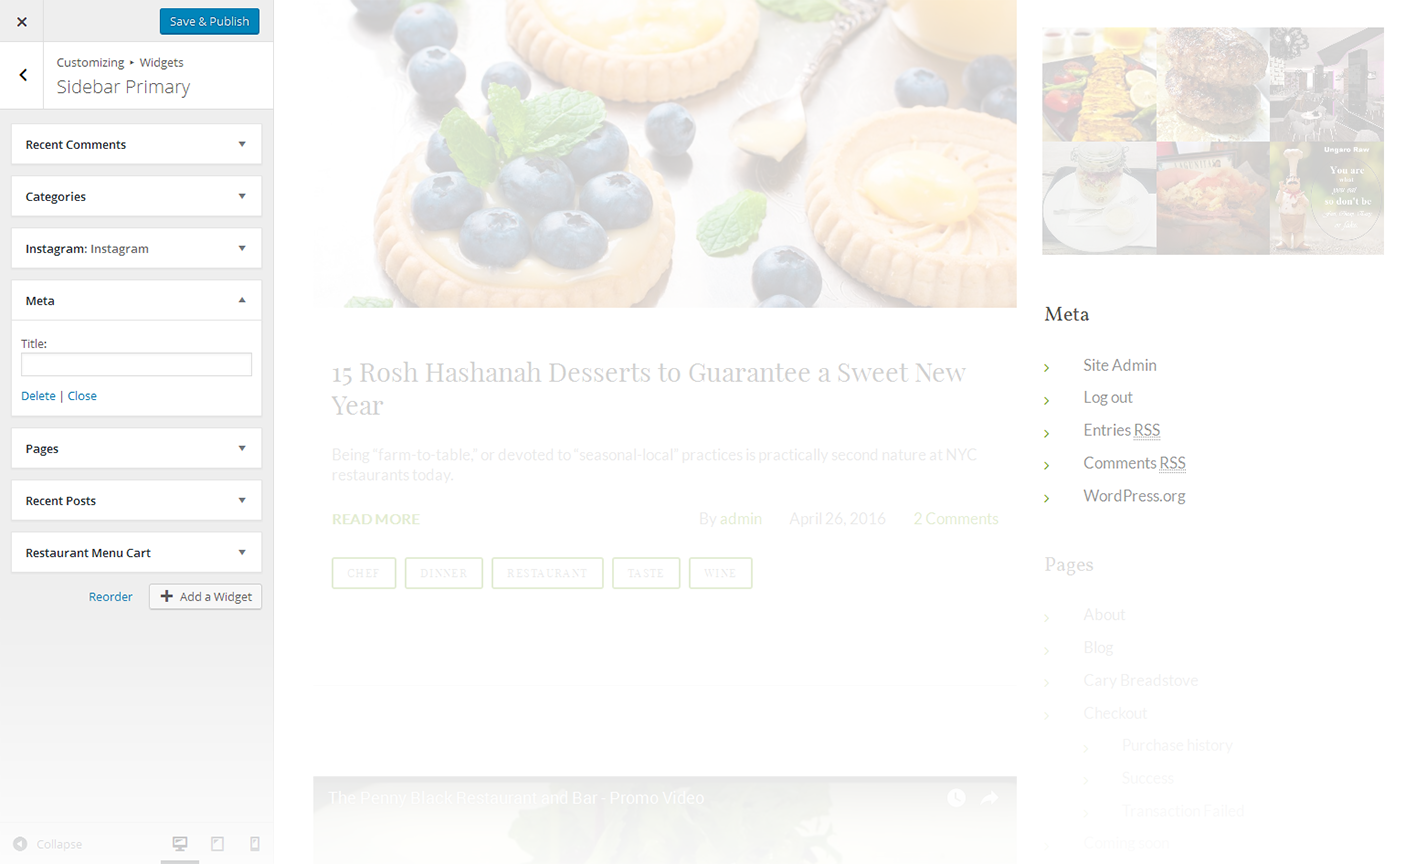 Save & Publish
Customizing ▸ Widgets
Sidebar Primary
Recent Comments
Categories
Instagram: Instagram
Meta
Title:
Delete | Close
Pages
Recent Posts
Restaurant Menu Cart
Reorder
Add a Widget
Collapse
15 Rosh Hashanah Desserts to Guarantee a Sweet New
Year
Being “farm-to-table,” or devoted to “seasonal-local” practices is practically second nature at NYC
restaurants today.
READ MORE
By admin
April 26, 2016
2 Comments
CHEF
DINNER
RESTAURANT
TASTE
WINE
The Penny Black Restaurant and Bar - Promo Video
Ungaro Raw
You are
what
you eat
so don't be
Meta
Site Admin
Log out
Entries RSS
Comments RSS
WordPress.org
Pages
About
Blog
Cary Breadstove
Checkout
Purchase history
Success
Transaction Failed
Coming soon